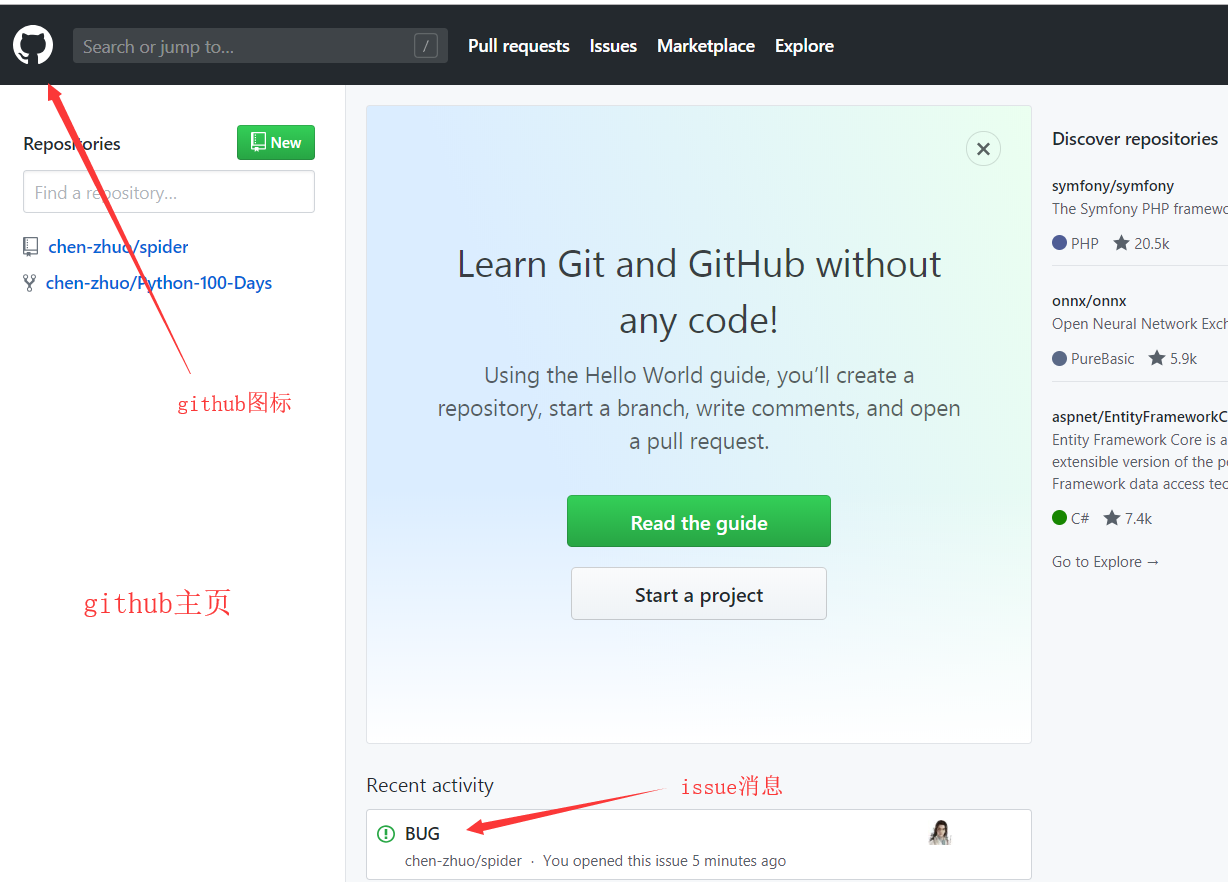 Search or jump to... /
Pull requests Issues Marketplace Explore
Repositories
New
Find a repository...
chen-zhuo/spider
chen-zhuo/Python-100-Days
github图标
github主页
Learn Git and GitHub without
any code!
Using the Hello World guide, you’ll create a
repository, start a branch, write comments, and open
a pull request.
Read the guide
Start a project
Recent activity
issue消息
BUG
chen-zhuo/spider · You opened this issue 5 minutes ago
Discover repositories
symfony/symfony
The Symfony PHP framewo
PHP 20.5k
onnx/onnx
Open Neural Network Exch
PureBasic 5.9k
aspnet/EntityFrameworkC
Entity Framework Core is a
extensible version of the po
Framework data access tec
C# 7.4k
Go to Explore →